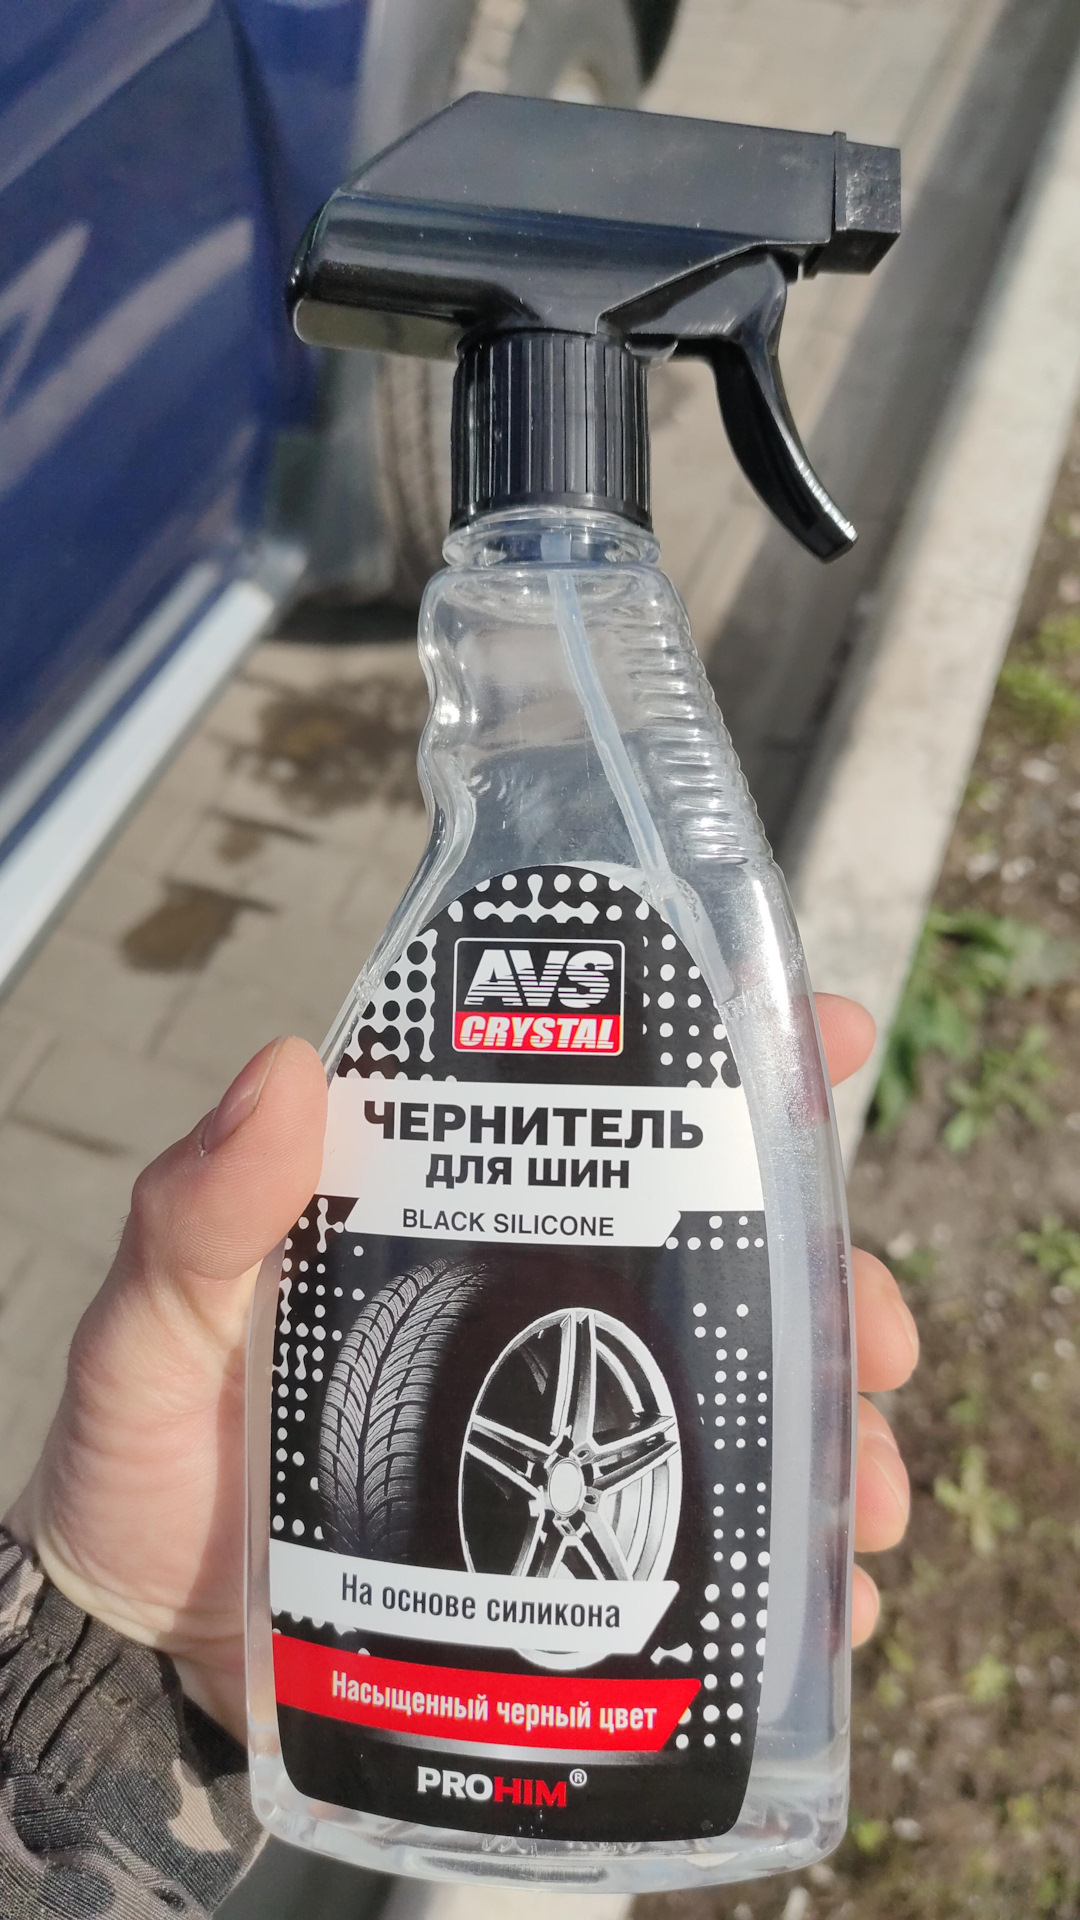 AVS
CRYSTAL
ЧЕРНИТЕЛЬ
ДЛЯ ШИН
BLACK SILICONE
На основе силикона
Насыщенный черный цвет
PROHIM®